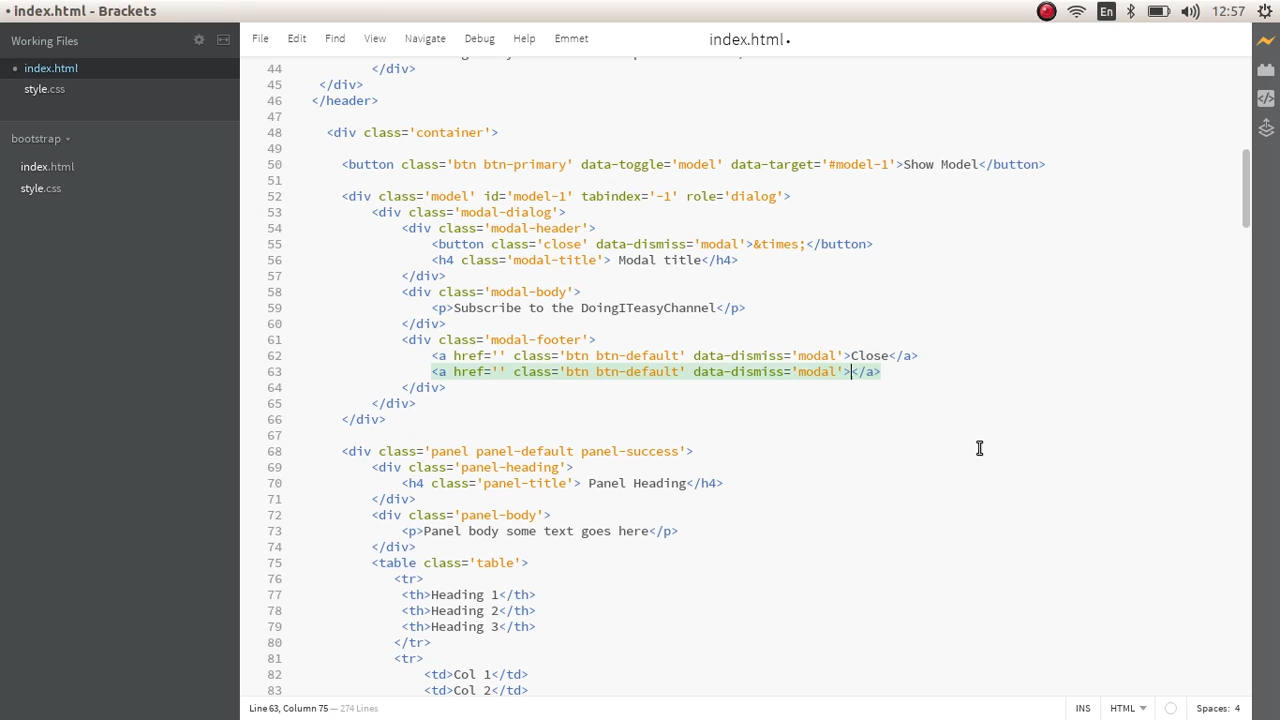 • index.html - Brackets
En
12:57
Working Files
• index.html
style.css
bootstrap
index.html
style.css
File Edit Find View Navigate Debug Help Emmet
index.html •
44 </div>
45 </div>
46 </header>
47
48 <div class='container'>
49
50 <button class='btn btn-primary' data-toggle='model' data-target='#model-1'>Show Model</button>
51
52 <div class='model' id='model-1' tabindex='-1' role='dialog'>
53 <div class='modal-dialog'>
54 <div class='modal-header'>
55 <button class='close' data-dismiss='modal'>&times;</button>
56 <h4 class='modal-title'> Modal title</h4>
57 </div>
58 <div class='modal-body'>
59 <p>Subscribe to the DoingITeasyChannel</p>
60 </div>
61 <div class='modal-footer'>
62 <a href='' class='btn btn-default' data-dismiss='modal'>Close</a>
63 <a href='' class='btn btn-default' data-dismiss='modal'></a>
64 </div>
65 </div>
66 </div>
67
68 <div class='panel panel-default panel-success'>
69 <div class='panel-heading'>
70 <h4 class='panel-title'> Panel Heading</h4>
71 </div>
72 <div class='panel-body'>
73 <p>Panel body some text goes here</p>
74 </div>
75 <table class='table'>
76 <tr>
77 <th>Heading 1</th>
78 <th>Heading 2</th>
79 <th>Heading 3</th>
80 </tr>
81 <tr>
82 <td>Col 1</td>
83 <td>Col 2</td>
Line 63, Column 75 — 274 Lines
INS HTML Spaces: 4